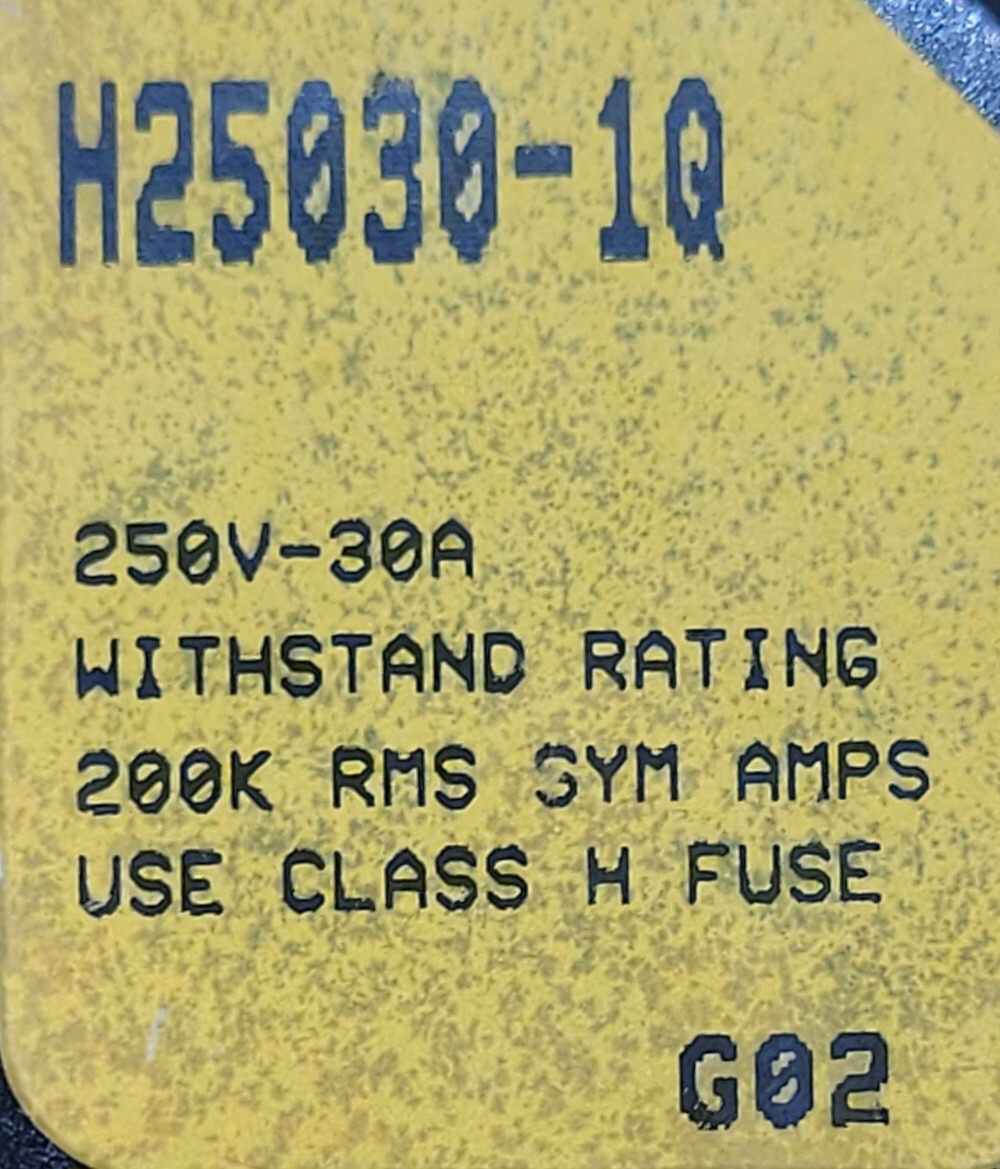 H25030-1Q
250V-30A
WITHSTAND RATING
200K RMS SYM AMPS
USE CLASS H FUSE
G02